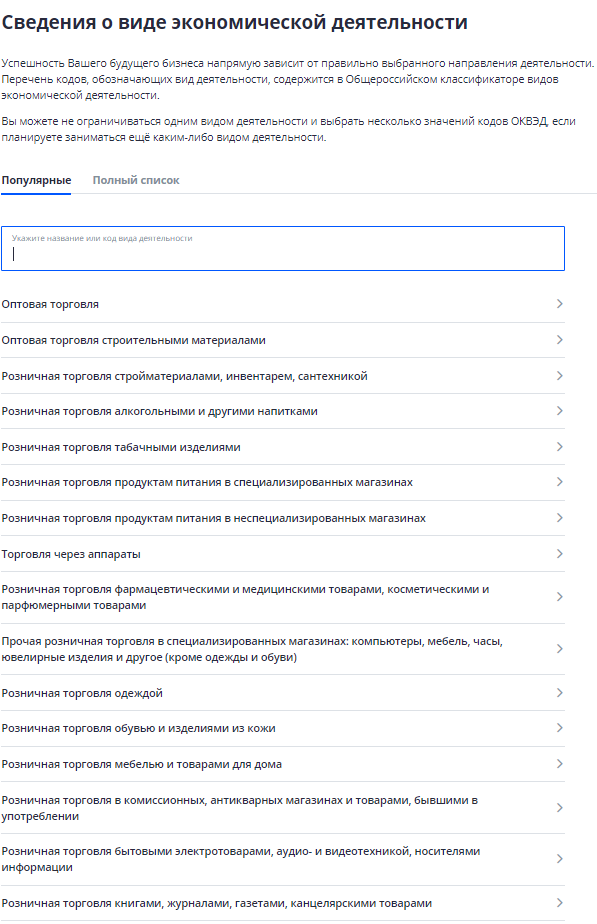 Сведения о виде экономической деятельности
Успешность Вашего будущего бизнеса напрямую зависит от правильно выбранного направления деятельности.
Перечень кодов, обозначающих вид деятельности, содержится в Общероссийском классификаторе видов
экономической деятельности.
Вы можете не ограничиваться одним видом деятельности и выбрать несколько значений кодов ОКВЭД, если
планируете заниматься ещё каким-либо видом деятельности.
Популярные Полный список
Укажите название или код вида деятельности
Оптовая торговля
Оптовая торговля строительными материалами
Розничная торговля стройматериалами, инвентарем, сантехникой
Розничная торговля алкогольными и другими напитками
Розничная торговля табачными изделиями
Розничная торговля продуктам питания в специализированных магазинах
Розничная торговля продуктам питания в неспециализированных магазинах
Торговля через аппараты
Розничная торговля фармацевтическими и медицинскими товарами, косметическими и
парфюмерными товарами
Прочая розничная торговля в специализированных магазинах: компьютеры, мебель, часы,
ювелирные изделия и другое (кроме одежды и обуви)
Розничная торговля одеждой
Розничная торговля обувью и изделиями из кожи
Розничная торговля мебелью и товарами для дома
Розничная торговля в комиссионных, антикварных магазинах и товарами, бывшими в
употреблении
Розничная торговля бытовыми электротоварами, аудио- и видеотехникой, носителями
информации
Розничная торговля книгами, журналами, газетами, канцелярскими товарами